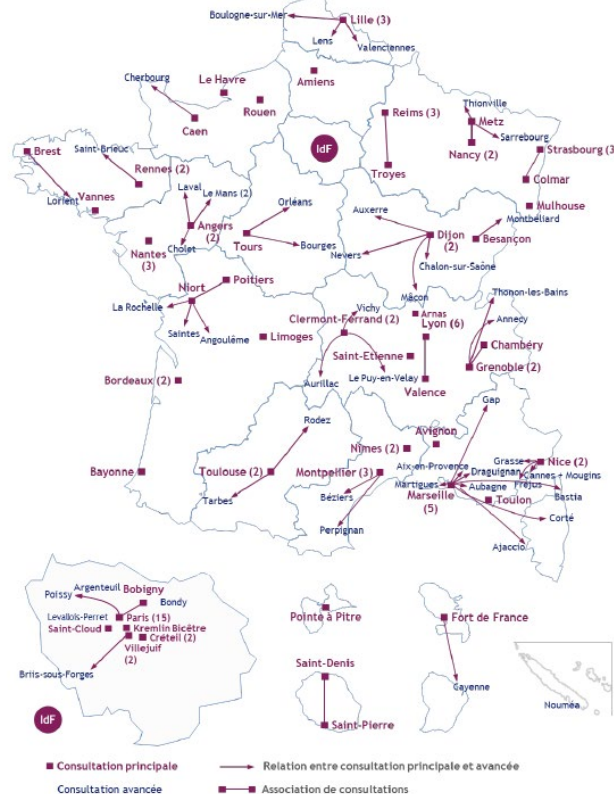 Boulogne-sur-Mer
Lille (3)
Lens
Valenciennes
Cherbourg
Le Havre
Amiens
Rouen
Caen
Reims (3)
Thionville
Metz
Sarrebourg
Nancy (2)
Strasbourg (3
Troyes
Colmar
Mulhouse
IdF
Brest
Saint-Brieuc
Rennes (2)
Lorient
Vannes
Laval
Le Mans (2)
Angers
(2)
Nantes
(3)
Cholet
Orléans
Tours
Bourges
Auxerre
Dijon
(2)
Nevers
Chalon-sur-Saône
Mâcon
Montbéliard
Besançon
Poitiers
Niort
La Rochelle
Saintes
Angoulême
Limoges
Vichy
Clermont-Ferrand (2)
Arnas
Lyon (6)
Thonon-les-Bains
Annecy
Chambéry
Grenoble (2)
Saint-Etienne
Le Puy-en-Velay
Valence
Aurillac
Bordeaux (2)
Gap
Rodez
Avignon
Nîmes (2)
Bayonne
Toulouse (2)
Montpellier (3)
Aix-en-Provence
Grasse
Nice (2)
Draguignan
Cannes - Mougins
Martigues
Aubagne
Fréjus
Marseille
(5)
Toulon
Bastia
Tarbes
Béziers
Perpignan
Corté
Ajaccio
Bobigny
Argenteuil
Poissy
Bondy
Levallois-Perret
Paris (15)
Saint-Cloud
Kremlin Bicêtre
Créteil (2)
Villejuif
(2)
Briis-sous-Forges
IdF
Pointe à Pitre
Fort de France
Saint-Denis
Saint-Pierre
Cayenne
Nouméa
Consultation principale
Relation entre consultation principale et avancée
Consultation avancée
Association de consultations